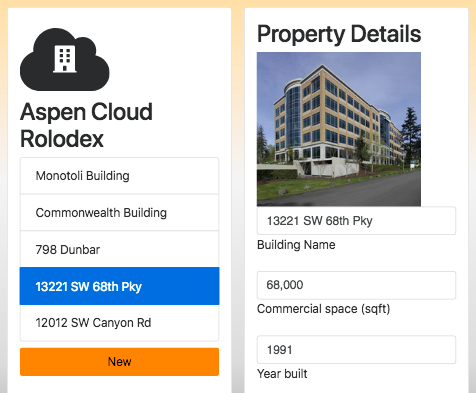 Aspen Cloud
Rolodex
Monotoli Building
Commonwealth Building
798 Dunbar
13221 SW 68th Pky
12012 SW Canyon Rd
New
Property Details
13221 SW 68th Pky
Building Name
68,000
Commercial space (sqft)
1991
Year built